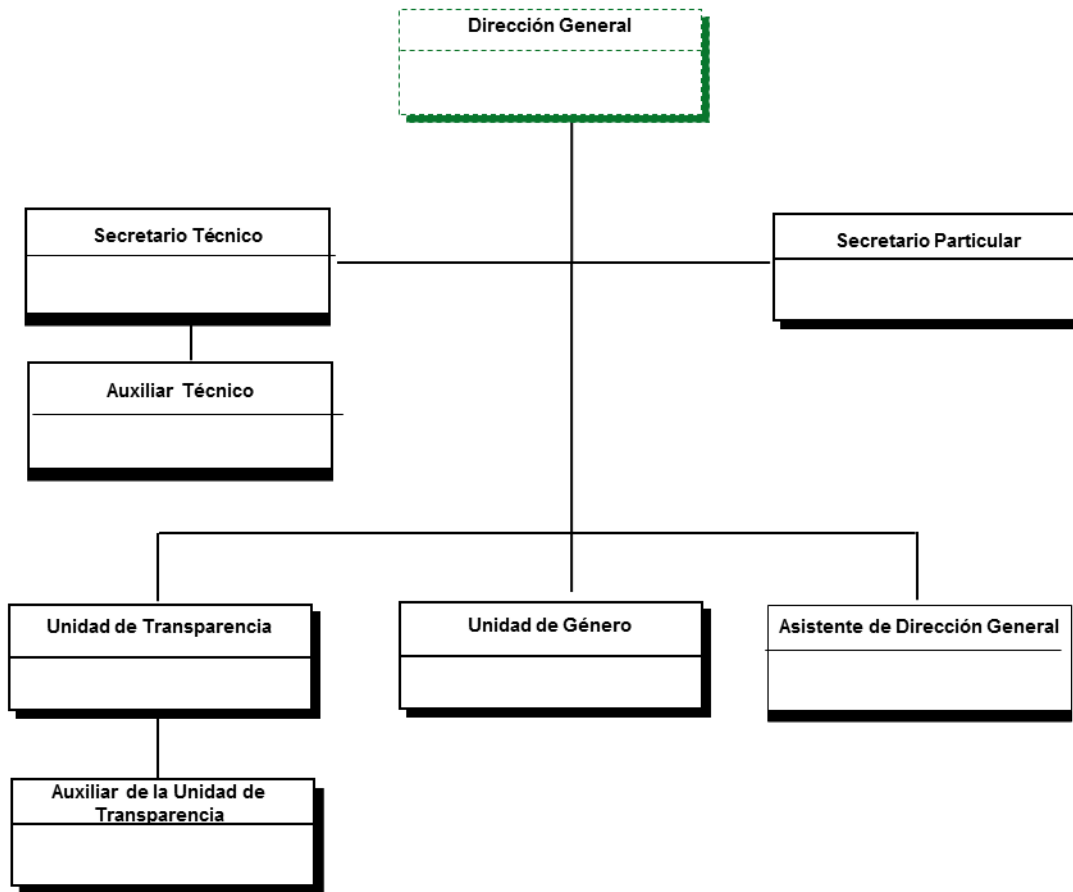 Dirección General
Secretario Técnico
Secretario Particular
Auxiliar Técnico
Unidad de Transparencia
Unidad de Género
Asistente de Dirección General
Auxiliar de la Unidad de
Transparencia